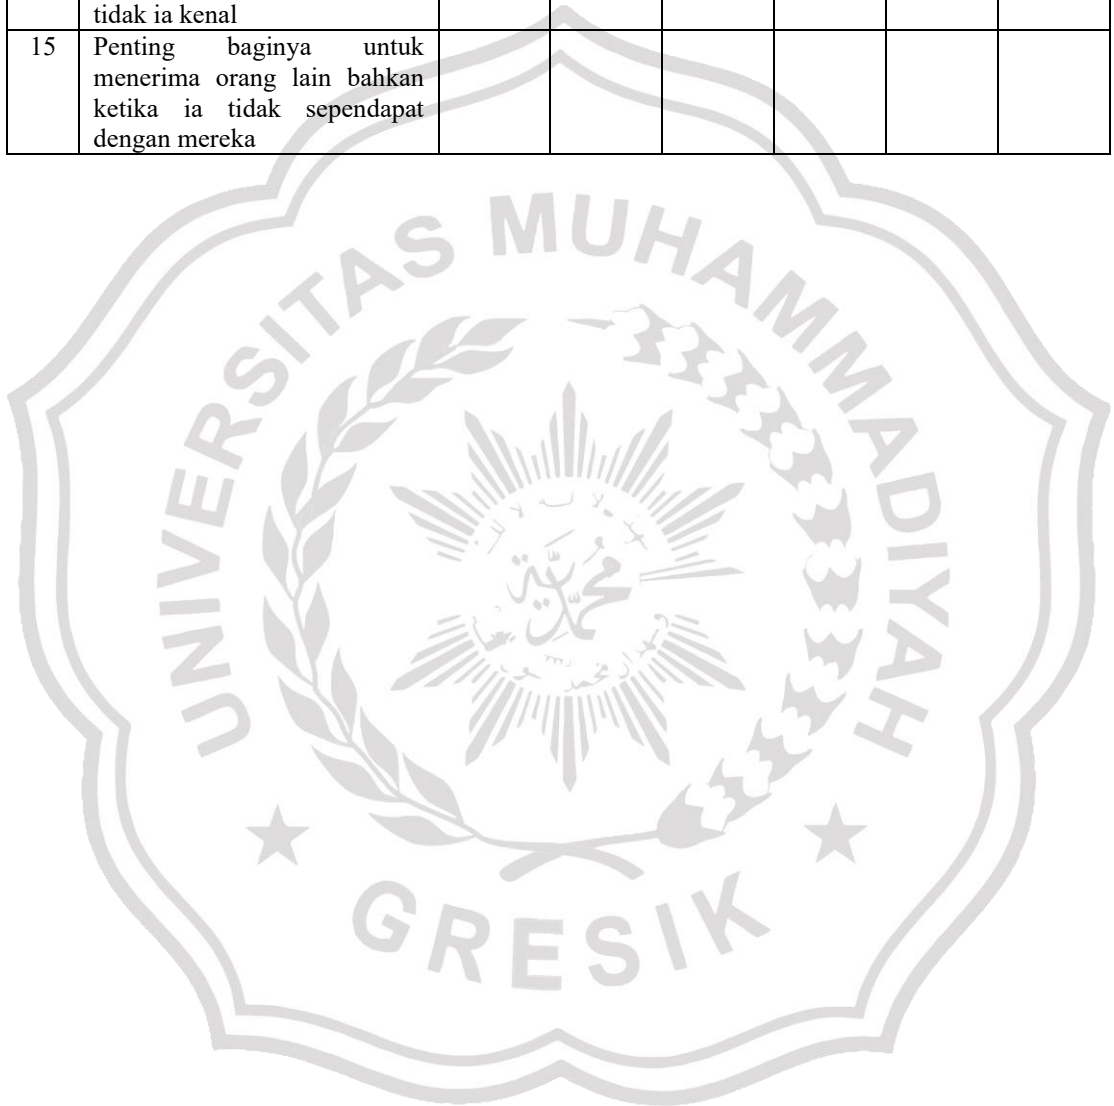 tidak ia kenal
15 Penting baginya untuk
menerima orang lain bahkan
ketika ia tidak sependapat
dengan mereka
UNIVERSITAS MUHAMMADIYAH
محمدية
GRESIK